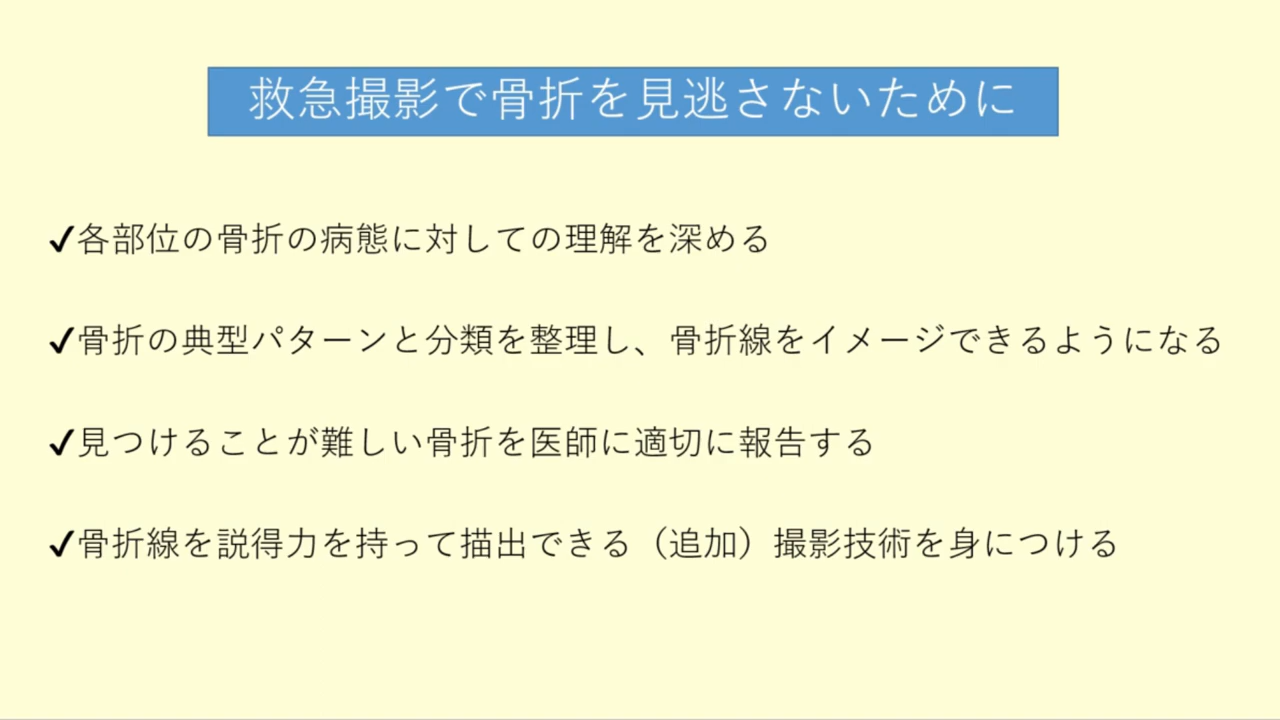 救急撮影で骨折を見逃さないために
✓各部位の骨折の病態に対しての理解を深める
✓骨折の典型パターンと分類を整理し、骨折線をイメージできるようになる
✓見つけることが難しい骨折を医師に適切に報告する
✓骨折線を説得力を持って描出できる（追加）撮影技術を身につける